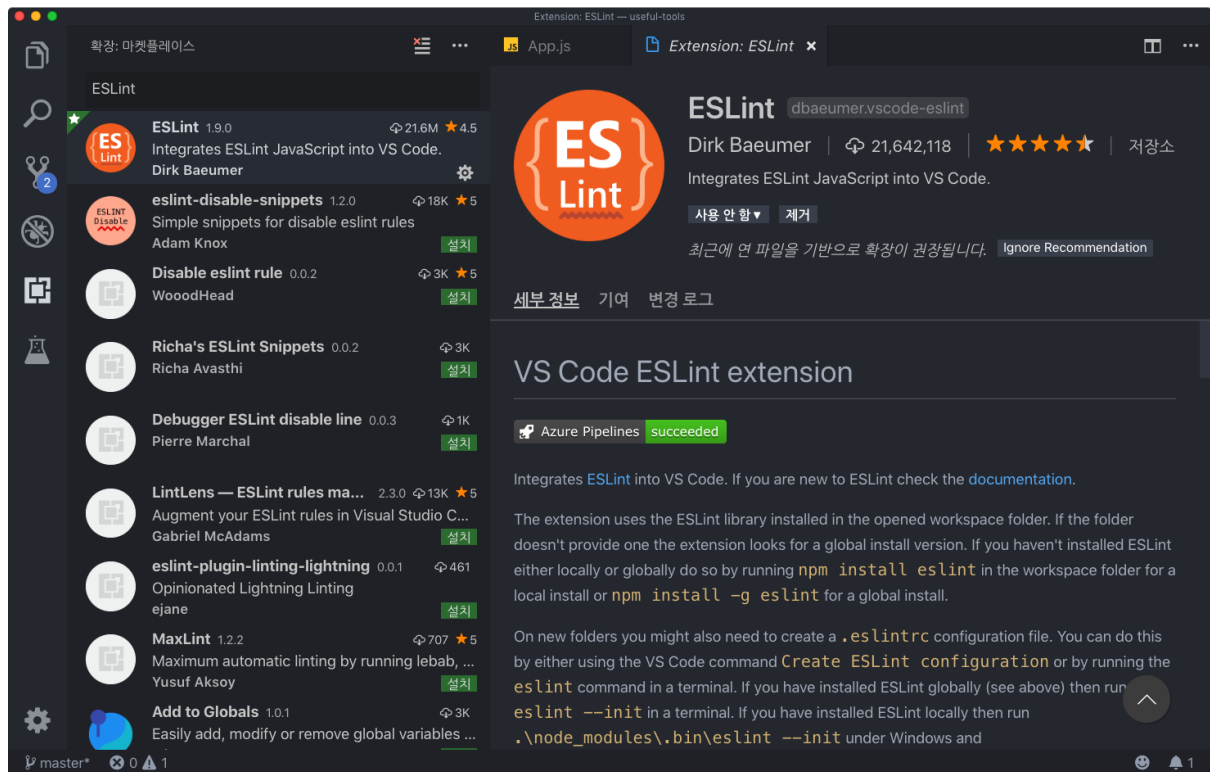 Extension: ESLint — useful-tools
확장: 마켓플레이스
ESLint
ES
Lint
ESLint 1.9.0 21.6M 4.5
Integrates ESLint JavaScript into VS Code.
Dirk Baeumer
2
ESLINT
Disable
eslint-disable-snippets 1.2.0 18K 5
Simple snippets for disable eslint rules
Adam Knox 설치
Disable eslint rule 0.0.2 3K 5
WooodHead 설치
Richa's ESLint Snippets 0.0.2 3K
Richa Avasthi 설치
Debugger ESLint disable line 0.0.3 1K
Pierre Marchal 설치
LintLens — ESLint rules ma... 2.3.0 13K 5
Augment your ESLint rules in Visual Studio C...
Gabriel McAdams 설치
eslint-plugin-linting-lightning 0.0.1 461
Opinionated Lightning Linting
ejane 설치
MaxLint 1.2.2 707 5
Maximum automatic linting by running lebab, ...
Yusuf Aksoy 설치
Add to Globals 1.0.1 3K
Easily add, modify or remove global variables ...
JS App.js
Extension: ESLint ×
ES
Lint
ESLint dbaeumer.vscode-eslint
Dirk Baeumer | 21,642,118 | | 저장소
Integrates ESLint JavaScript into VS Code.
사용 안 함▾ 제거
최근에 연 파일을 기반으로 확장이 권장됩니다. Ignore Recommendation
세부 정보 기여 변경 로그
VS Code ESLint extension
Azure Pipelines succeeded
Integrates ESLint into VS Code. If you are new to ESLint check the documentation.
The extension uses the ESLint library installed in the opened workspace folder. If the folder
doesn't provide one the extension looks for a global install version. If you haven't installed ESLint
either locally or globally do so by running npm install eslint in the workspace folder for a
local install or npm install -g eslint for a global install.
On new folders you might also need to create a .eslintrc configuration file. You can do this
by either using the VS Code command Create ESLint configuration or by running the
eslint command in a terminal. If you have installed ESLint globally (see above) then run
eslint --init in a terminal. If you have installed ESLint locally then run
.\node_modules\.bin\eslint --init under Windows and
master* 0 1
1